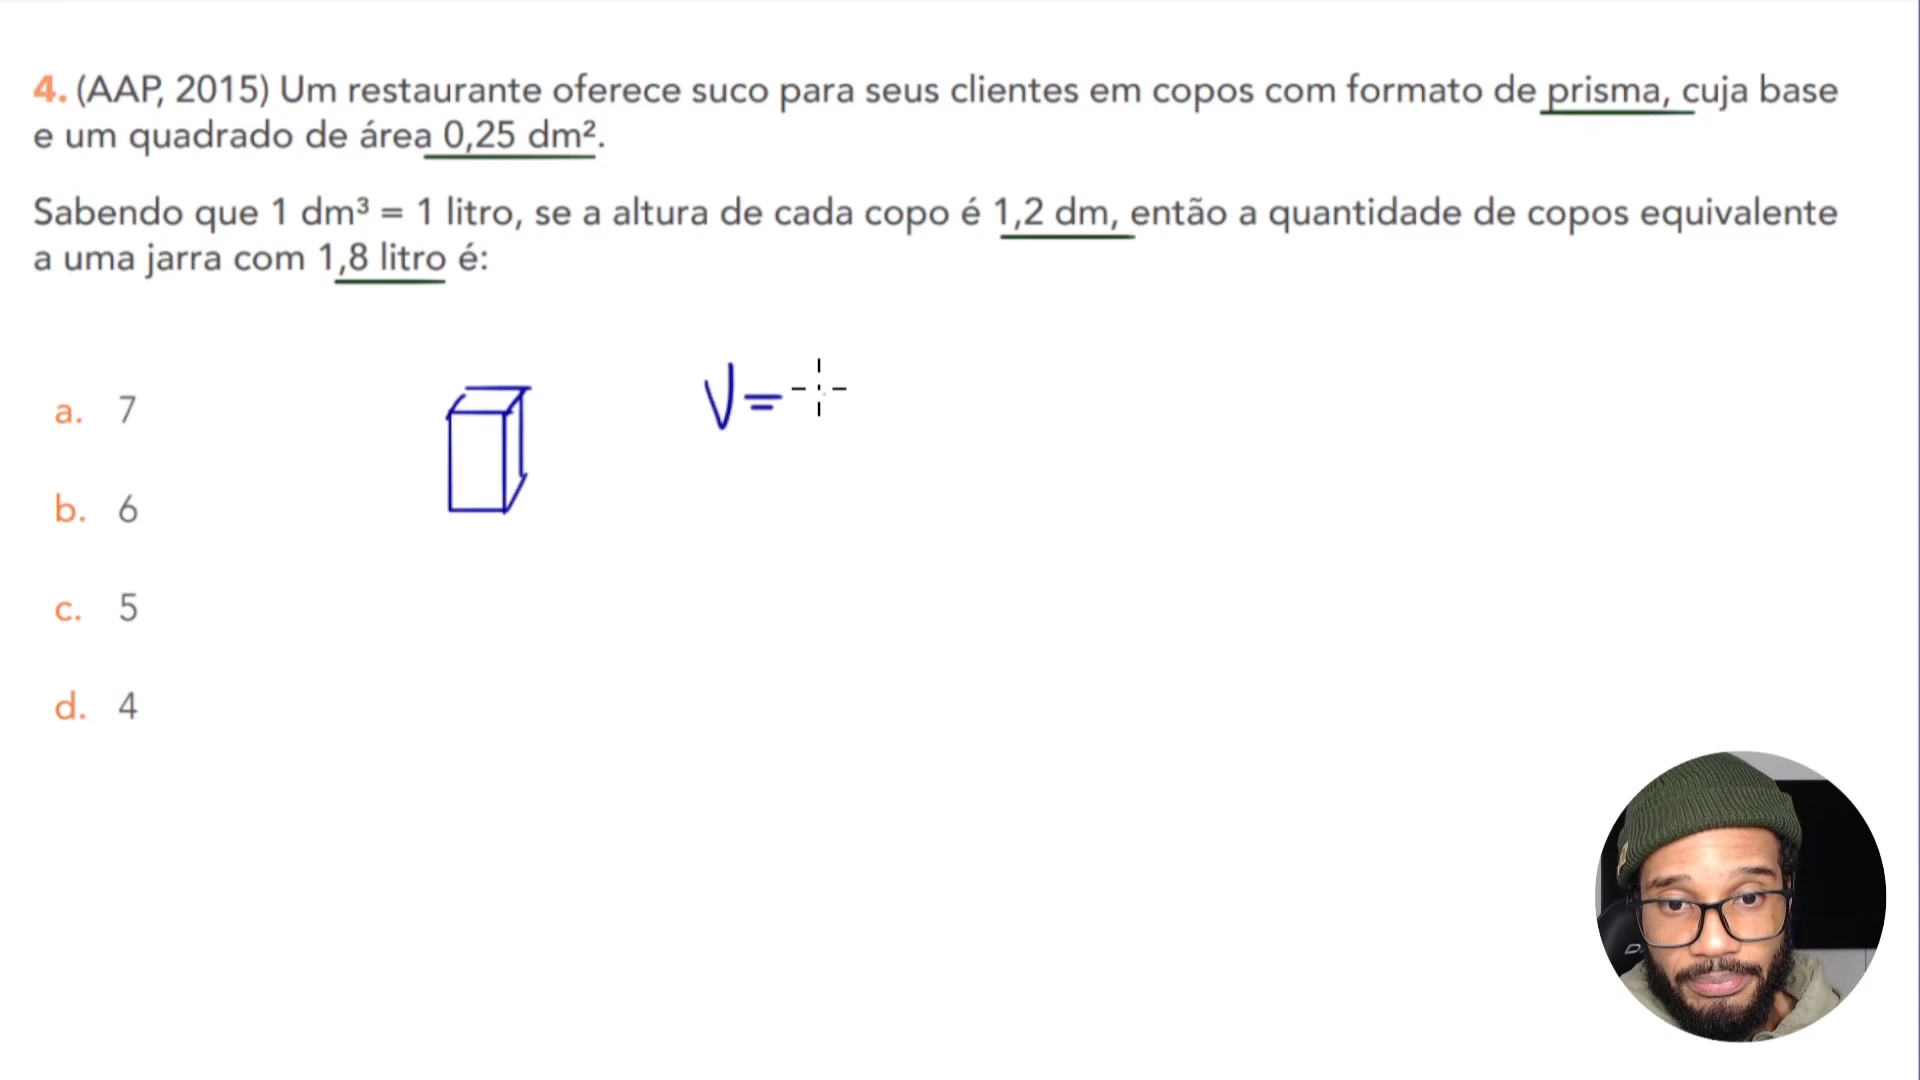 4. (AAP, 2015) Um restaurante oferece suco para seus clientes em copos com formato de prisma, cuja base
e um quadrado de área 0,25 dm².
Sabendo que 1 dm³ = 1 litro, se a altura de cada copo é 1,2 dm, então a quantidade de copos equivalente
a uma jarra com 1,8 litro é:
V=
a. 7
b. 6
c. 5
d. 4